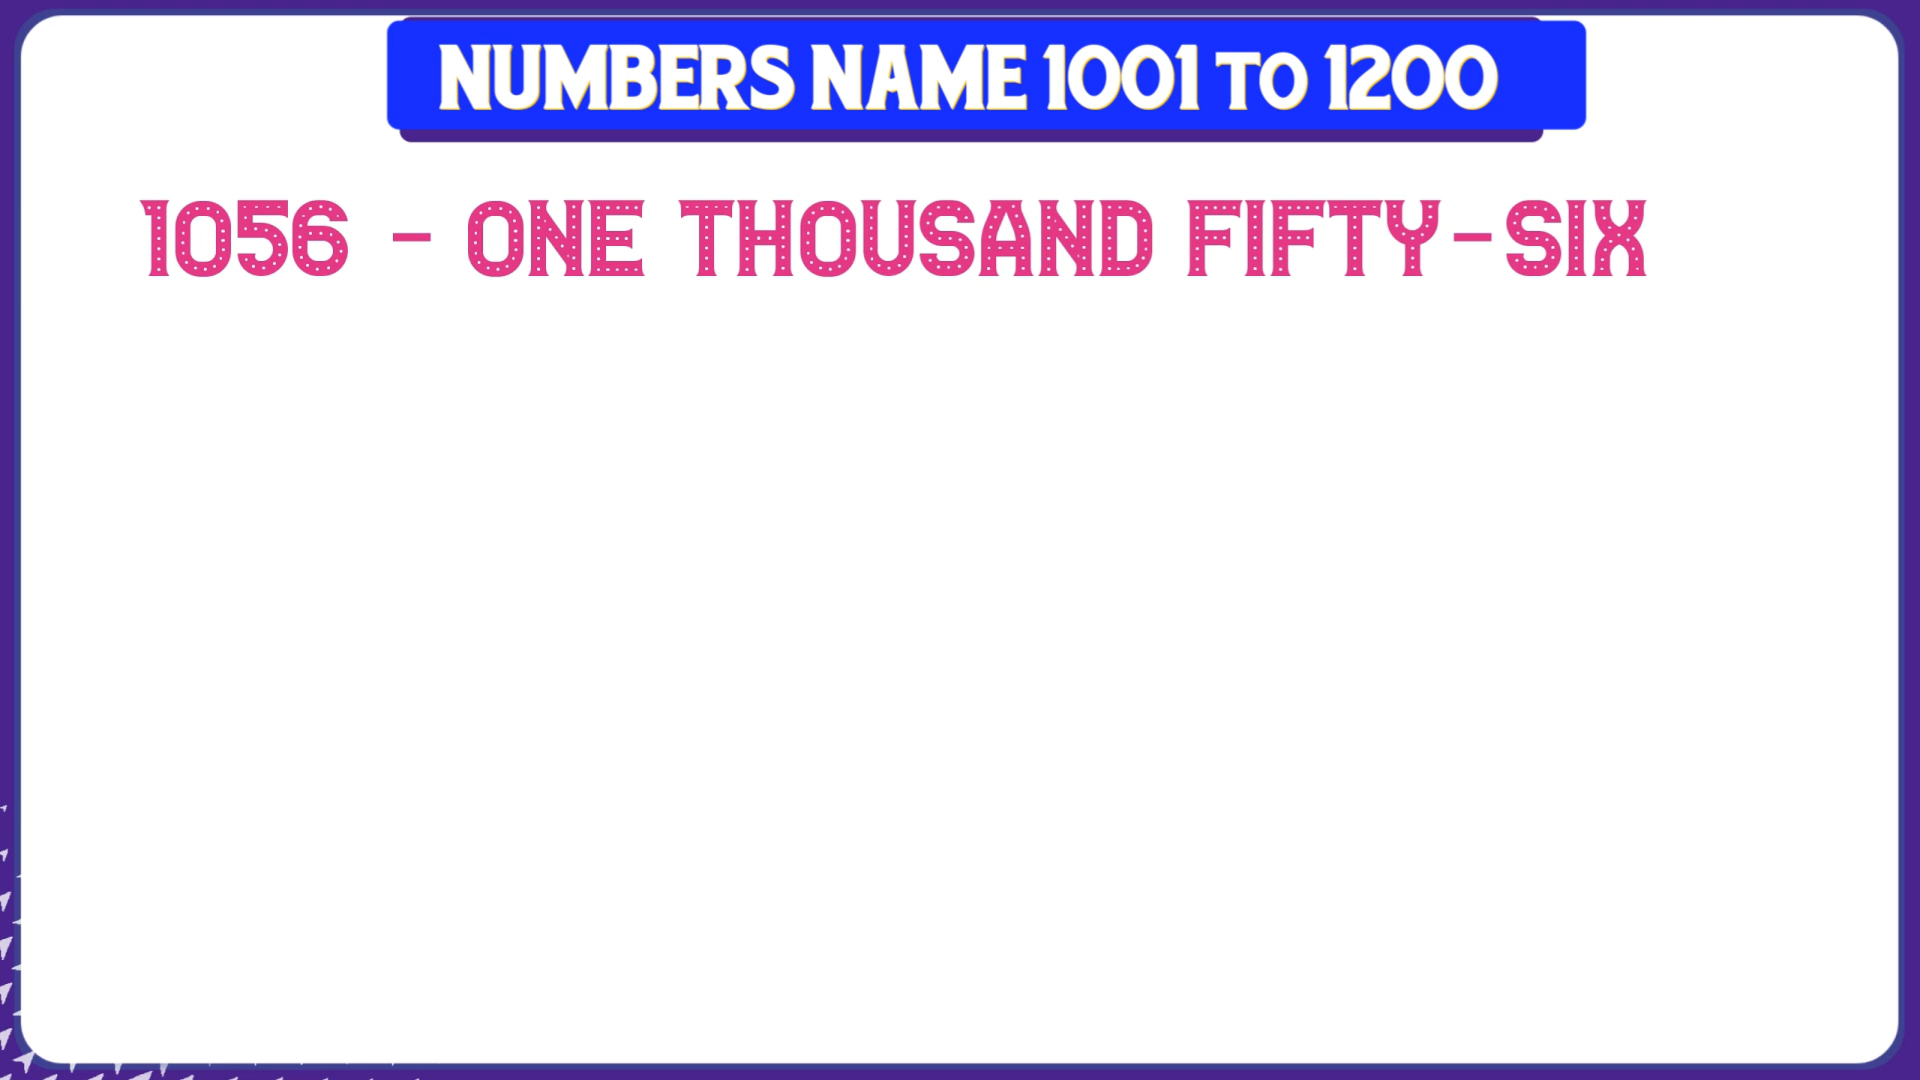 NUMBERS NAME 1001 TO 1200
1056 - ONE THOUSAND FIFTY-SIX